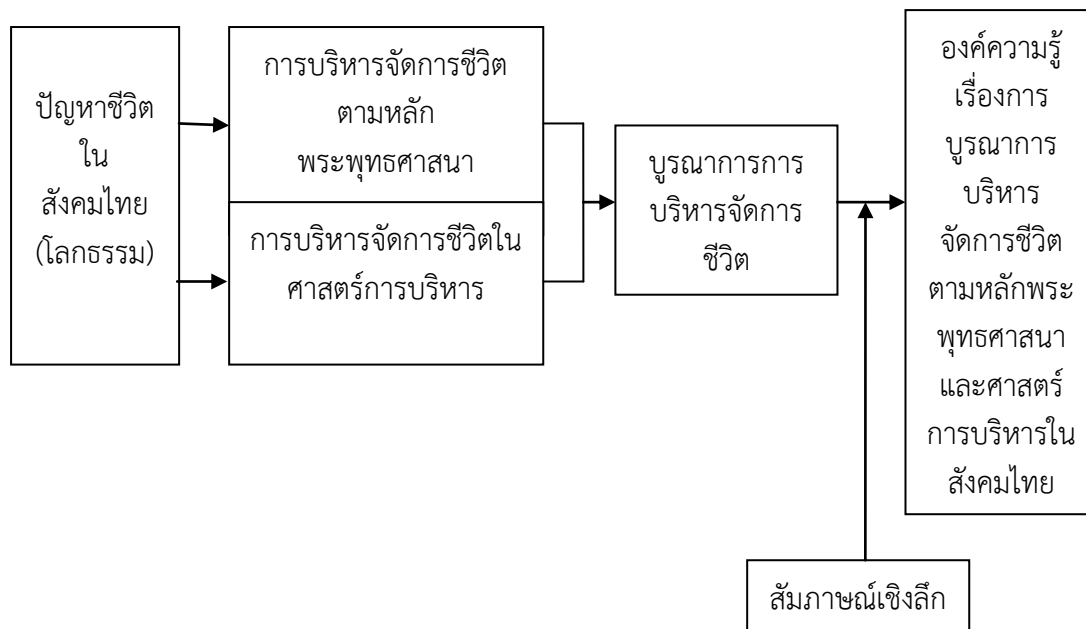 ปัญหาชีวิต
ใน
สังคมไทย
(โลกธรรม)
การบริหารจัดการชีวิต
ตามหลัก
พระพุทธศาสนา
การบริหารจัดการชีวิตใน
ศาสตร์การบริหาร
บูรณาการการ
บริหารจัดการ
ชีวิต
องค์ความรู้
เรื่องการ
บูรณาการ
บริหาร
จัดการชีวิต
ตามหลักพระ
พุทธศาสนา
และศาสตร์
การบริหารใน
สังคมไทย
สัมภาษณ์เชิงลึก